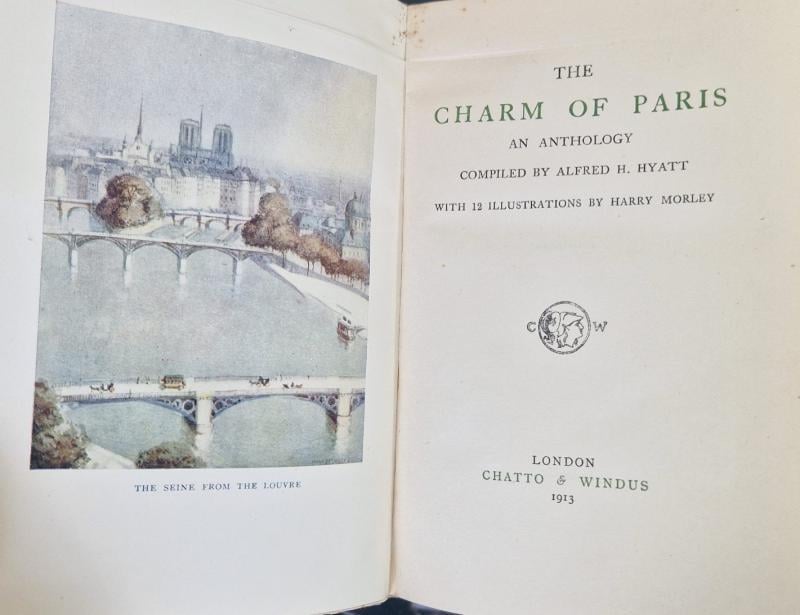 THE SEINE FROM THE LOUVRE
THE
CHARM OF PARIS
AN ANTHOLOGY
COMPILED BY ALFRED H. HYATT
WITH 12 ILLUSTRATIONS BY HARRY MORLEY
C W
LONDON
CHATTO & WINDUS
1913